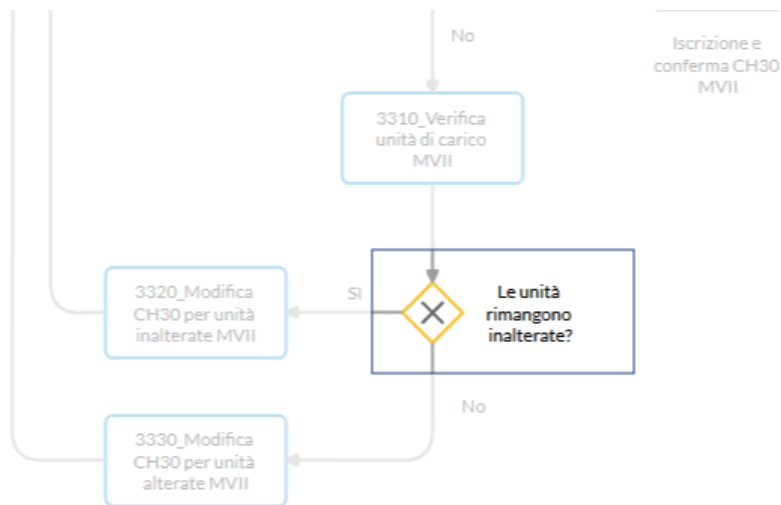 No
Iscrizione e
conferma CH30
MVII
3310_Verifica
unità di carico
MVII
3320_Modifica
CH30 per unità
inalterate MVII
Sì
Le unità
rimangono
inalterate?
No
3330_Modifica
CH30 per unità
alterate MVII